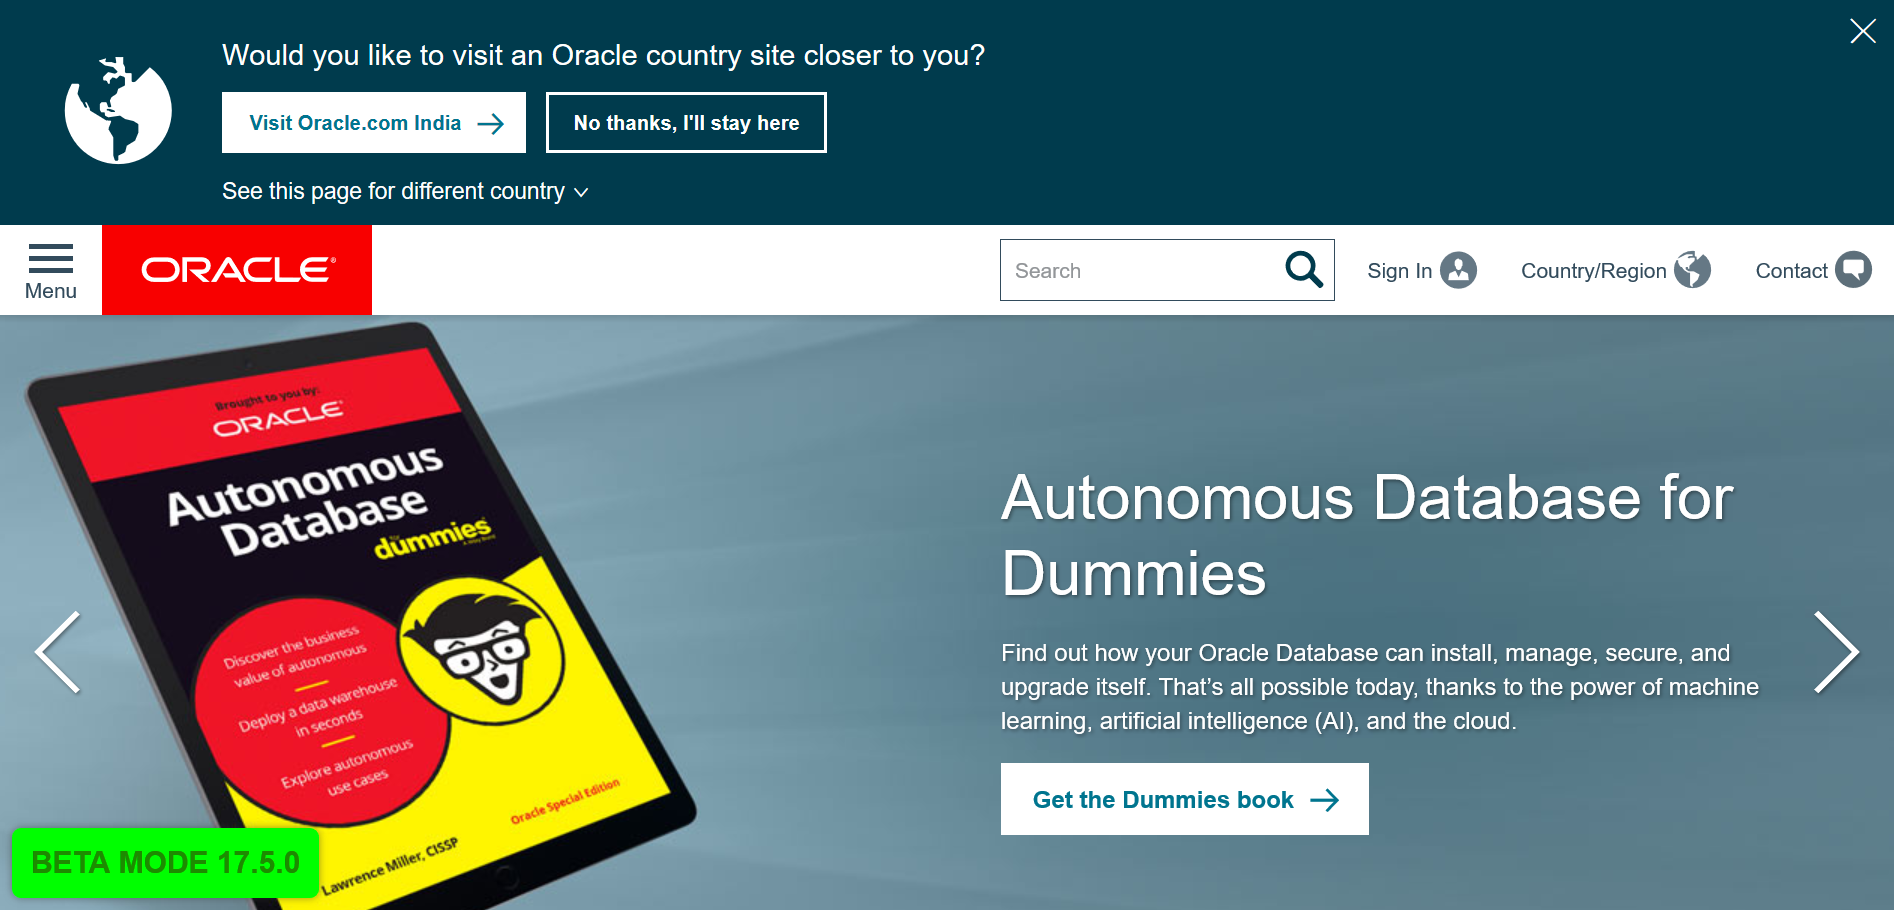 Would you like to visit an Oracle country site closer to you?
Visit Oracle.com India
No thanks, I'll stay here
See this page for different country
Menu
ORACLE®
Search
Sign In
Country/Region
Contact
Brought to you by:
ORACLE®
Autonomous
Database
for
dummies
A Wiley Brand
Discover the business
value of autonomous
Deploy a data warehouse
in seconds
Explore autonomous
use cases
Oracle Special Edition
Lawrence Miller, CISSP
Autonomous Database for
Dummies
Find out how your Oracle Database can install, manage, secure, and
upgrade itself. That’s all possible today, thanks to the power of machine
learning, artificial intelligence (AI), and the cloud.
Get the Dummies book
BETA MODE 17.5.0